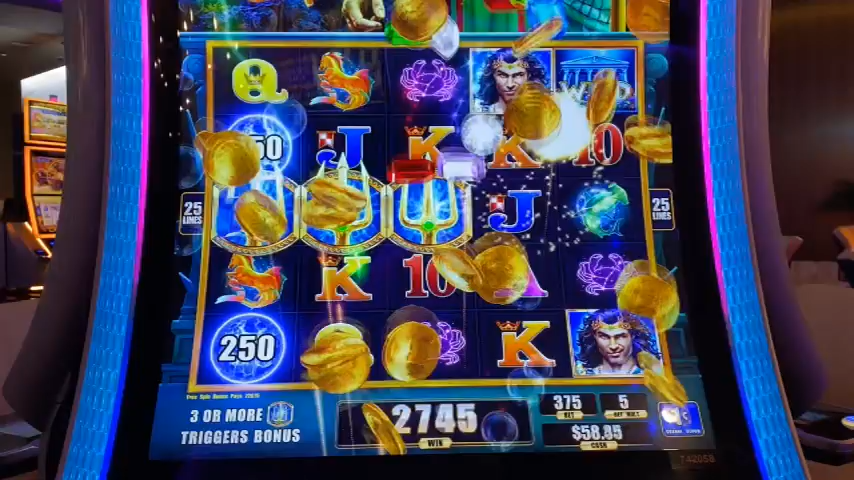 Q
J
K
K
10
25
LINES
J
25
LINES
K
10
250
K
3 OR MORE
TRIGGERS BONUS
2745
WIN
375
BET
5
BET MULT
$58.85
CASH
742058